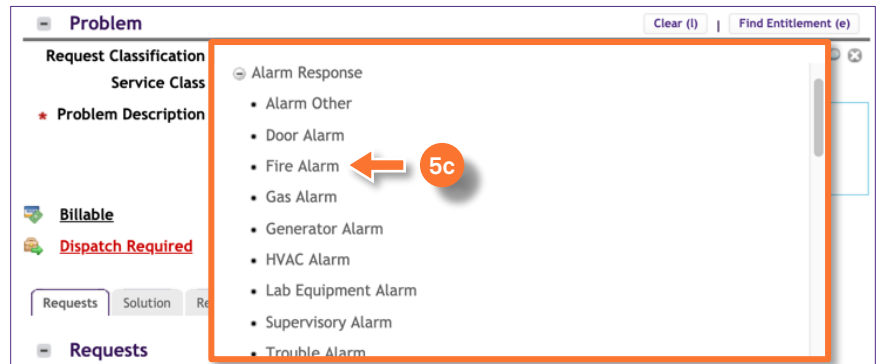 Problem
Clear (l) | Find Entitlement (e)
Request Classification
Service Class
* Problem Description
Alarm Response
• Alarm Other
• Door Alarm
• Fire Alarm
5c
• Gas Alarm
• Generator Alarm
• HVAC Alarm
• Lab Equipment Alarm
• Supervisory Alarm
• Trouble Alarm
Billable
Dispatch Required
Requests Solution Re
Requests